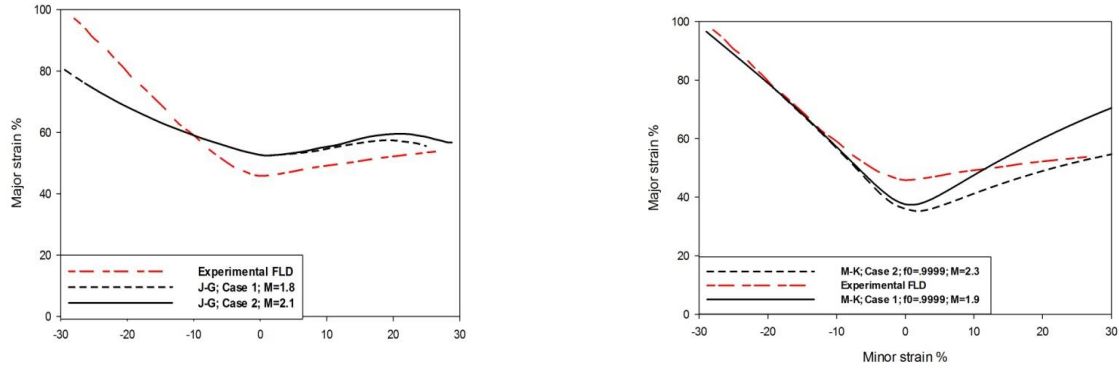 Major strain %
100
80
60
40
20
0
-30 -20 -10 0 10 20 30
Experimental FLD
J-G; Case 1; M=1.8
J-G; Case 2; M=2.1
Major strain %
100
80
60
40
20
0
-30 -20 -10 0 10 20 30
Minor strain %
M-K; Case 2; f0=.9999; M=2.3
Experimental FLD
M-K; Case 1; f0=.9999; M=1.9